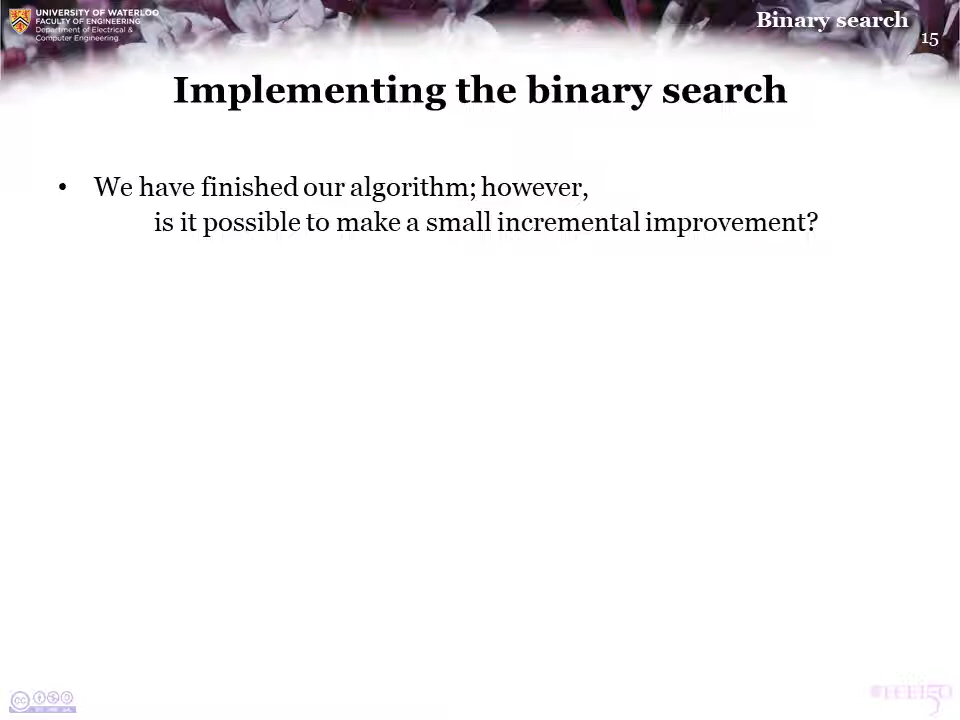 UNIVERSITY OF WATERLOO
FACULTY OF ENGINEERING
Department of Electrical &
Computer Engineering
Binary search
15
Implementing the binary search
• We have finished our algorithm; however,
is it possible to make a small incremental improvement?
cc